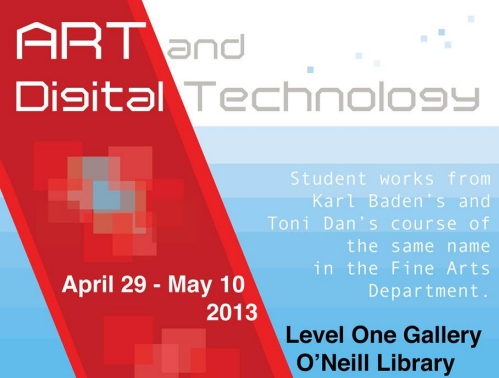 ART and
Digital Technology
Student works from
Karl Baden's and
Toni Dan's course of
the same name
in the Fine Arts
Department.
April 29 - May 10
2013
Level One Gallery
O'Neill Library